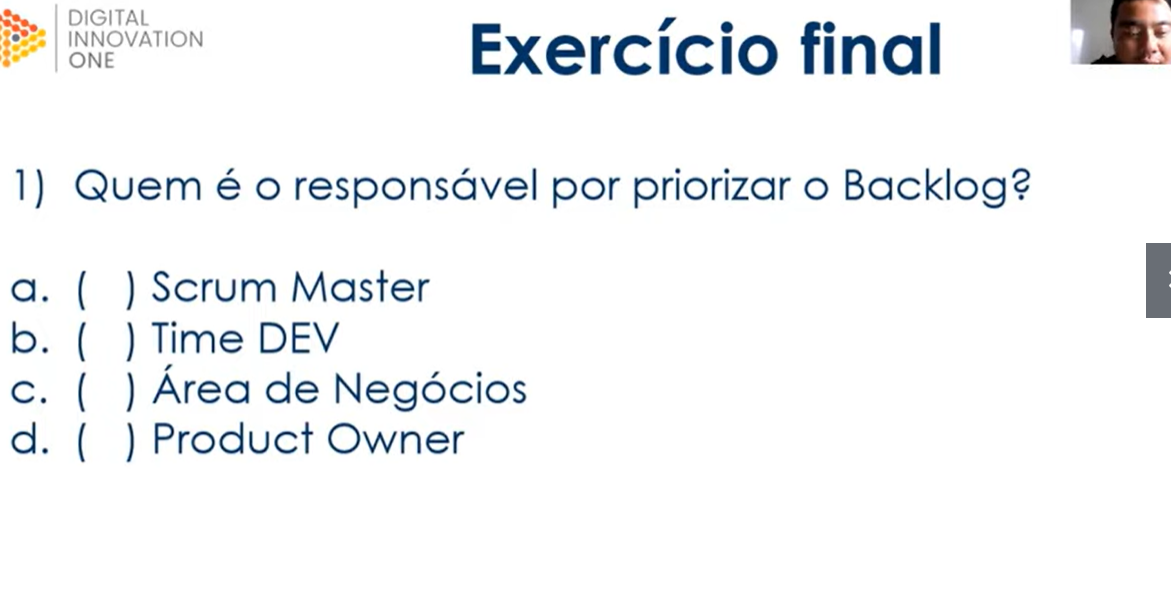 DIGITAL
INNOVATION
ONE
Exercício final
1) Quem é o responsável por priorizar o Backlog?
a. ( ) Scrum Master
b. ( ) Time DEV
c. ( ) Área de Negócios
d. ( ) Product Owner